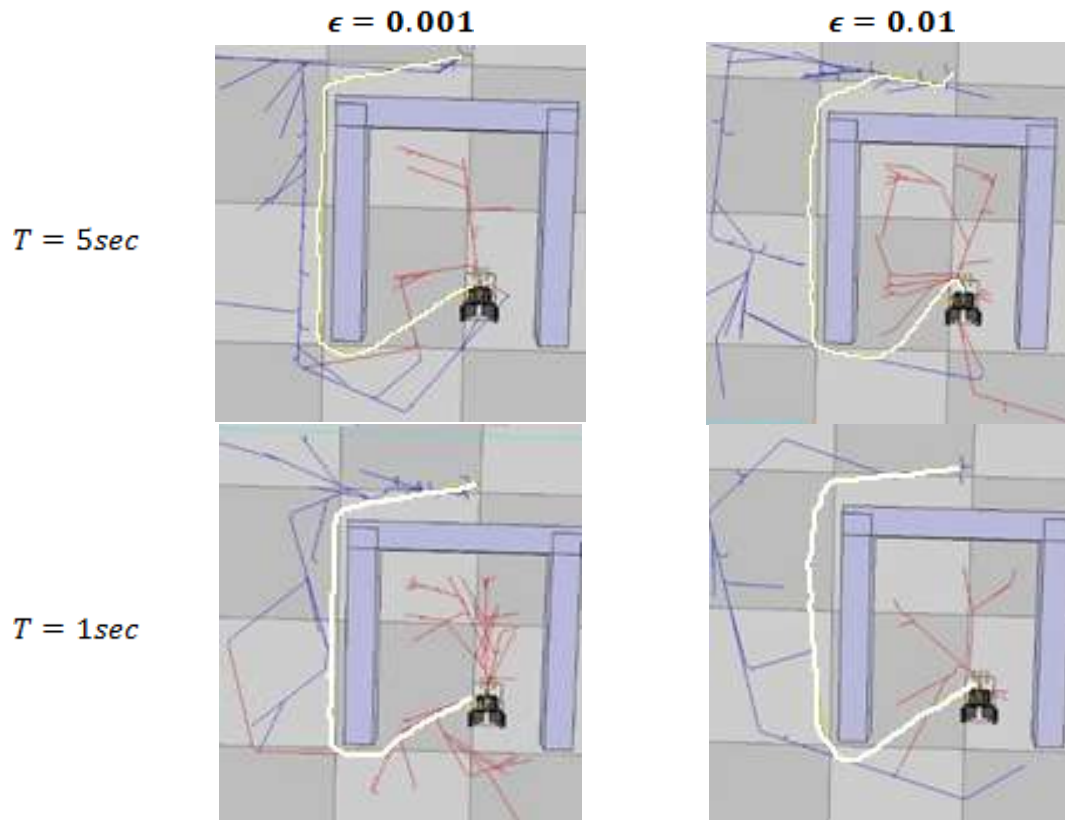 ϵ = 0.001
ϵ = 0.01
T = 5sec
T = 1sec